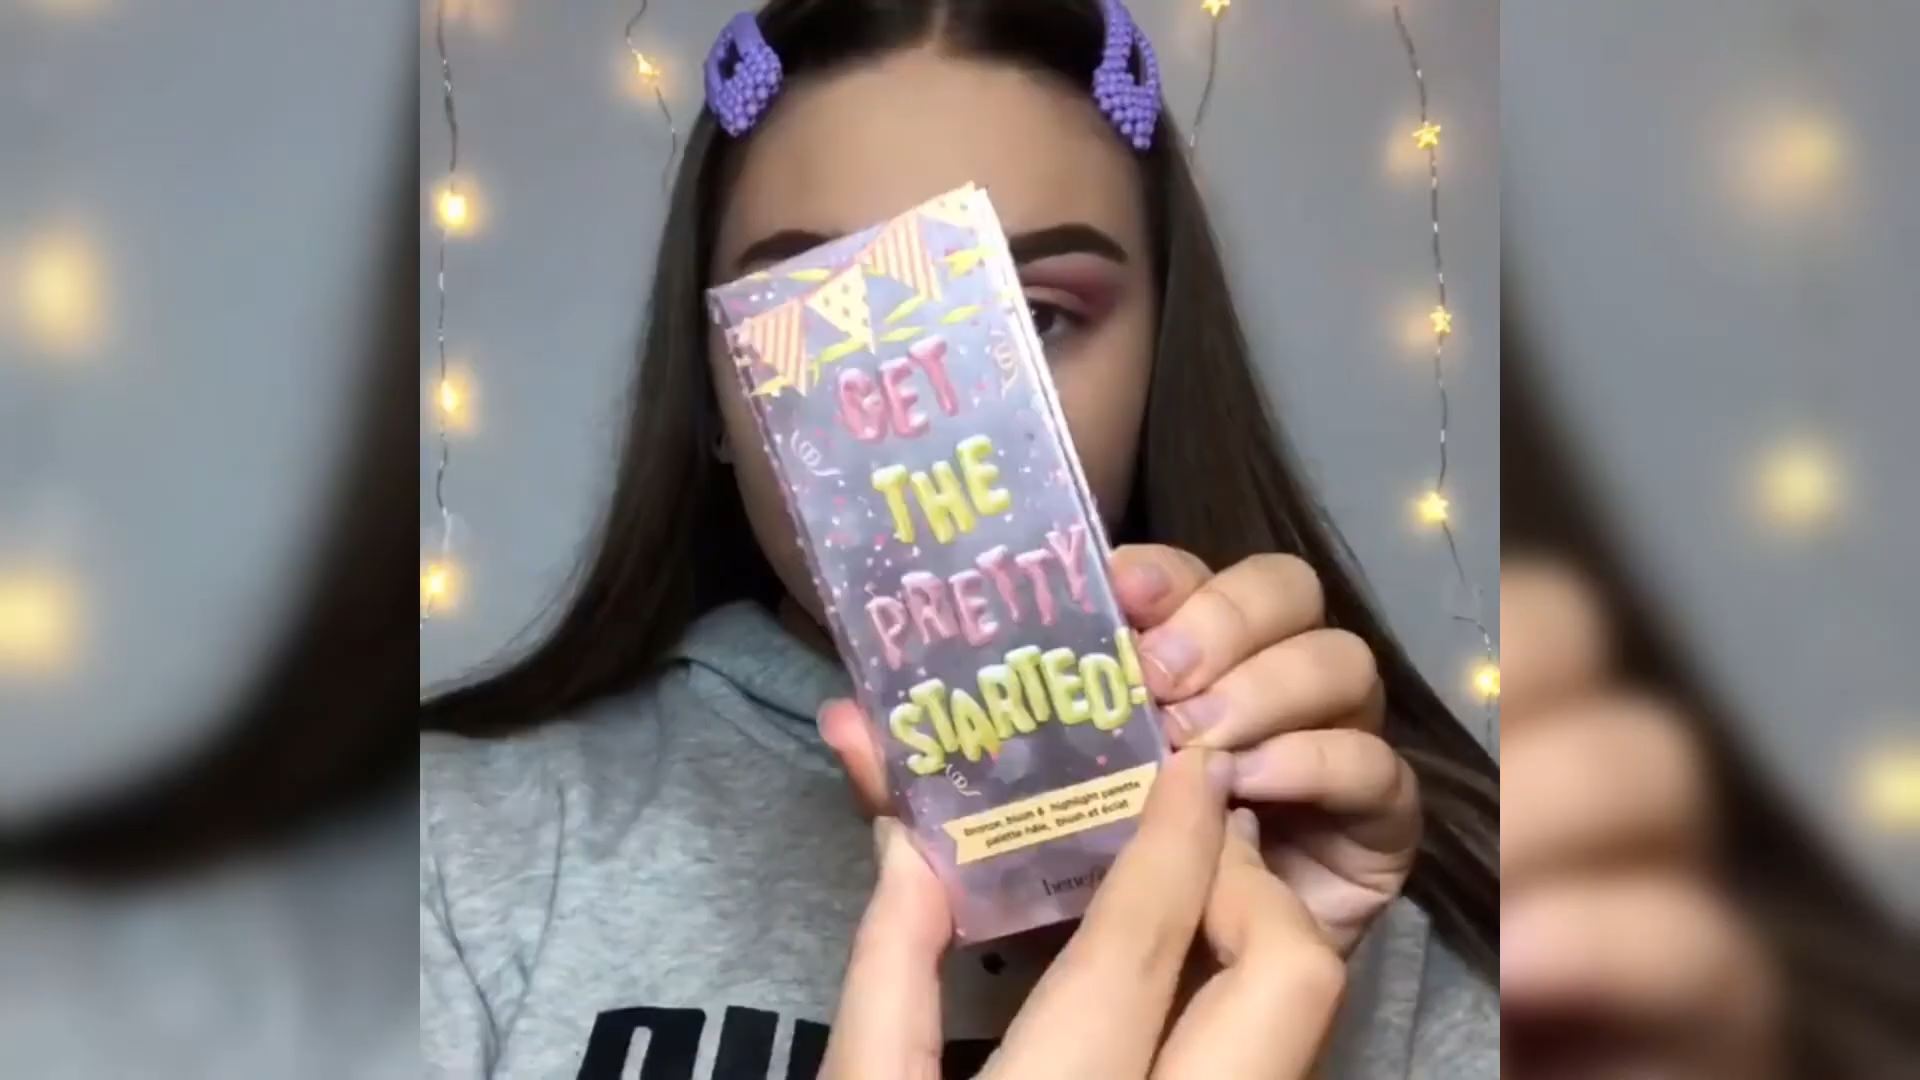 GET
THE
PRETTY
STARTED!
bronze, blush & highlight palette
palette hâle, blush et éclat